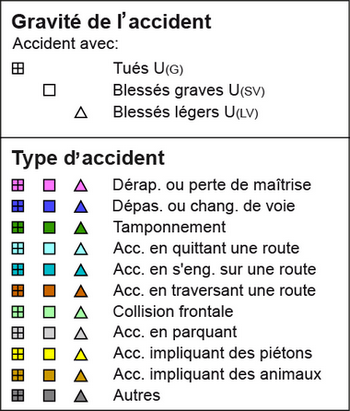 Gravité de l'accident
Accident avec:
Tués U(G)
Blessés graves U(SV)
Blessés légers U(LV)
Type d'accident
Dérap. ou perte de maîtrise
Dépas. ou chang. de voie
Tamponnement
Acc. en quittant une route
Acc. en s'eng. sur une route
Acc. en traversant une route
Collision frontale
Acc. en parquant
Acc. impliquant des piétons
Acc. impliquant des animaux
Autres